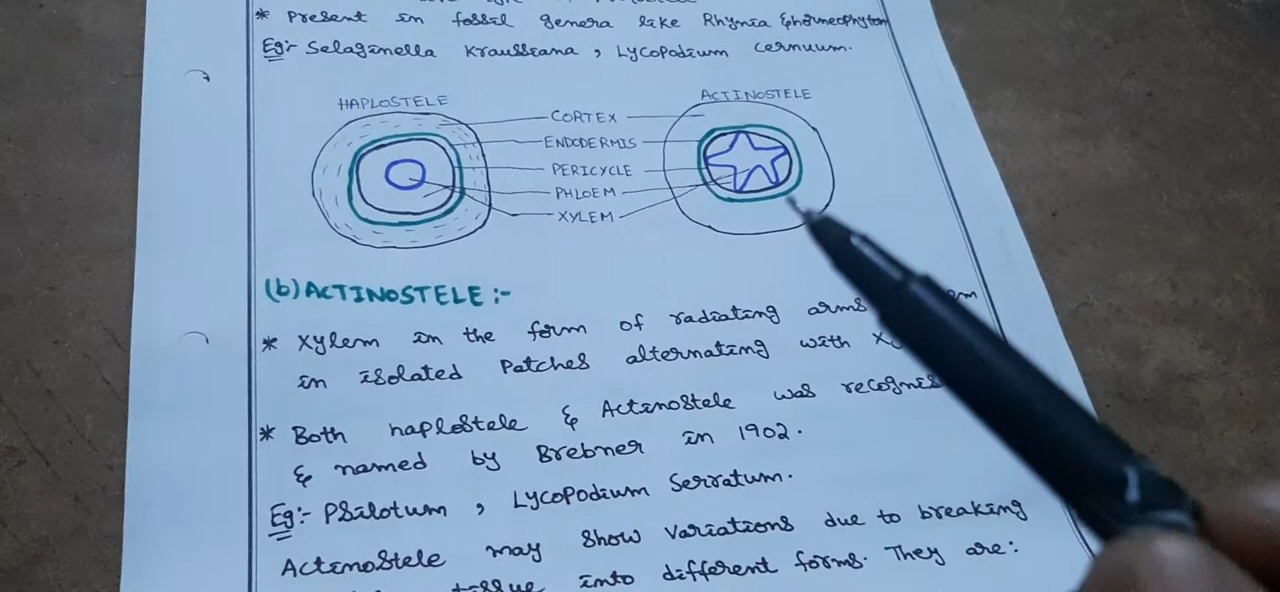 * Present in fossil genera like Rhynia & horneophyton
Eg:- Selaginella Kraussiana , Lycopodium cernuum.
HAPLOSTELE
ACTINOSTELE
CORTEX
ENDODERMIS
PERICYCLE
PHLOEM
XYLEM
(b) ACTINOSTELE :-
* Xylem in the form of radiating arms
in isolated Patches alternating with
* Both haplostele & Actinostele was
& named by Brebner in 1902.
Eg:- Psilotum , Lycopodium Serratum.
Actinostele may show variations due to breaking
into different forms. They are: